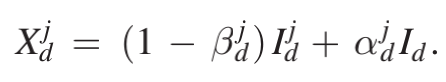 X_d^j = (1 − β_d^j) I_d^j + α_d^j I_d.